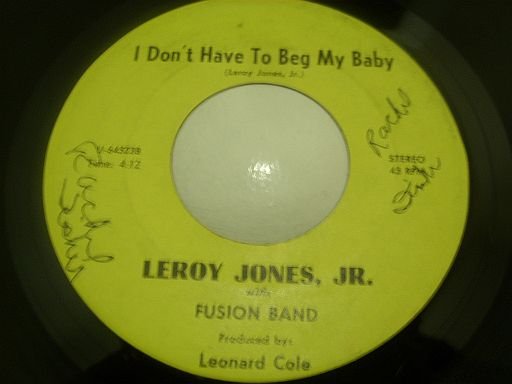 I Don't Have To Beg My Baby
(Leroy Jones, Jr.)
Time: 4:12
STEREO
45 RPM
LEROY JONES, JR.
with
FUSION BAND
Produced by:
Leonard Cole